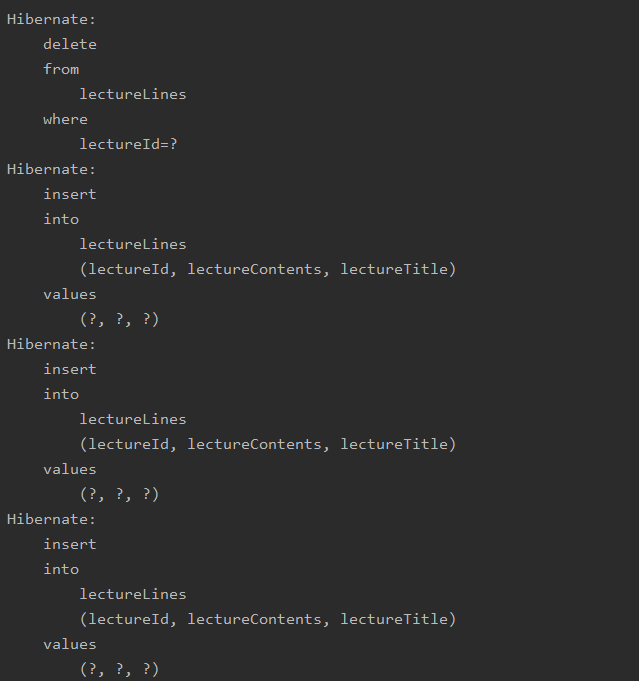 Hibernate:
    delete
    from
        lectureLines
    where
        lectureId=?
Hibernate:
    insert
    into
        lectureLines
        (lectureId, lectureContents, lectureTitle)
    values
        (?, ?, ?)
Hibernate:
    insert
    into
        lectureLines
        (lectureId, lectureContents, lectureTitle)
    values
        (?, ?, ?)
Hibernate:
    insert
    into
        lectureLines
        (lectureId, lectureContents, lectureTitle)
    values
        (?, ?, ?)